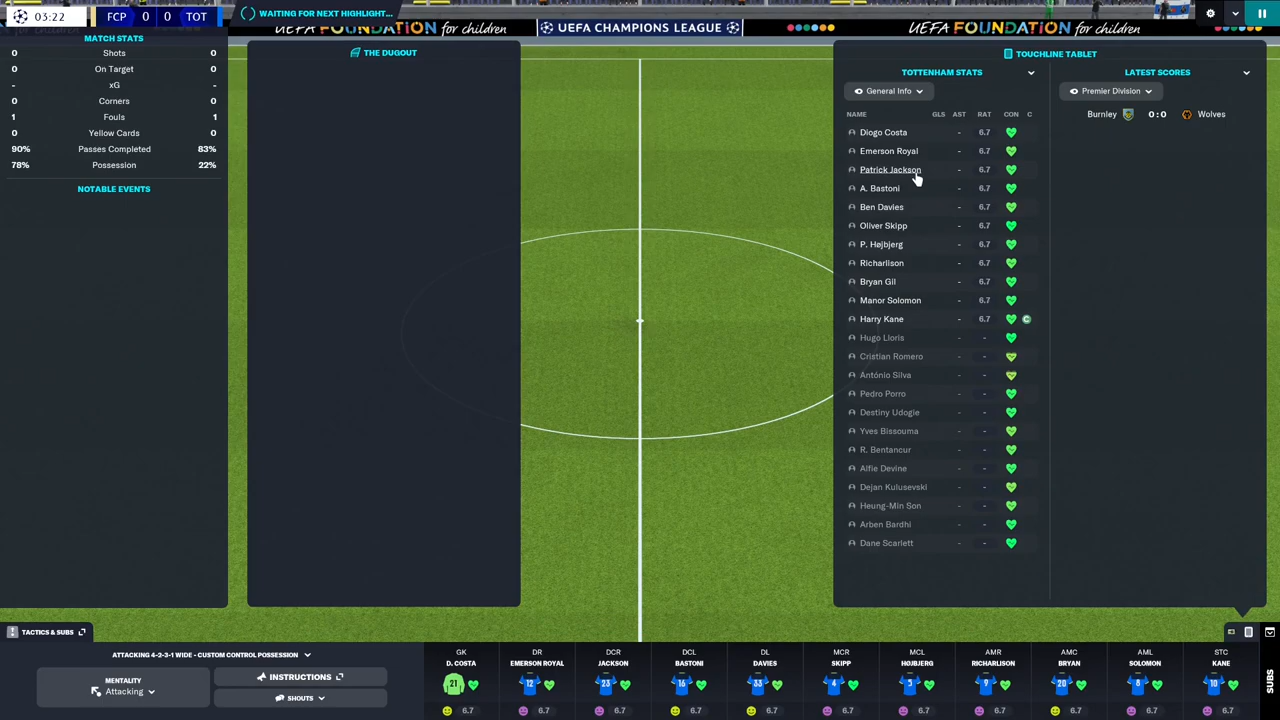 03:22 FCP 0 0 TOT
WAITING FOR NEXT HIGHLIGHT...
UEFA FOUNDATION for children
UEFA CHAMPIONS LEAGUE
UEFA FOUNDATION for children
MATCH STATS
0 Shots 0
0 On Target 0
- xG -
0 Corners 0
1 Fouls 1
0 Yellow Cards 0
90% Passes Completed 83%
78% Possession 22%
NOTABLE EVENTS
THE DUGOUT
TOUCHLINE TABLET
TOTTENHAM STATS
General Info
NAME GLS AST RAT CON C
Diogo Costa - 6.7
Emerson Royal - 6.7
Patrick Jackson - 6.7
A. Bastoni - 6.7
Ben Davies - 6.7
Oliver Skipp - 6.7
P. Højbjerg - 6.7
Richarlison - 6.7
Bryan Gil - 6.7
Manor Solomon - 6.7
Harry Kane - 6.7 C
Hugo Lloris - -
Cristian Romero - -
António Silva - -
Pedro Porro - -
Destiny Udogie - -
Yves Bissouma - -
R. Bentancur - -
Alfie Devine - -
Dejan Kulusevski - -
Heung-Min Son - -
Arben Bardhi - -
Dane Scarlett - -
LATEST SCORES
Premier Division
Burnley 0 : 0 Wolves
TACTICS & SUBS
ATTACKING 4-2-3-1 WIDE - CUSTOM CONTROL POSSESSION
MENTALITY
Attacking
INSTRUCTIONS
SHOUTS
GK DR DCR DCL DL MCR MCL AMR AMC AML STC
D. COSTA EMERSON ROYAL JACKSON BASTONI DAVIES SKIPP HØJBJERG RICHARLISON BRYAN SOLOMON KANE
21 12 23 16 33 4 5 9 20 8 10
6.7 6.7 6.7 6.7 6.7 6.7 6.7 6.7 6.7 6.7 6.7
SUBS